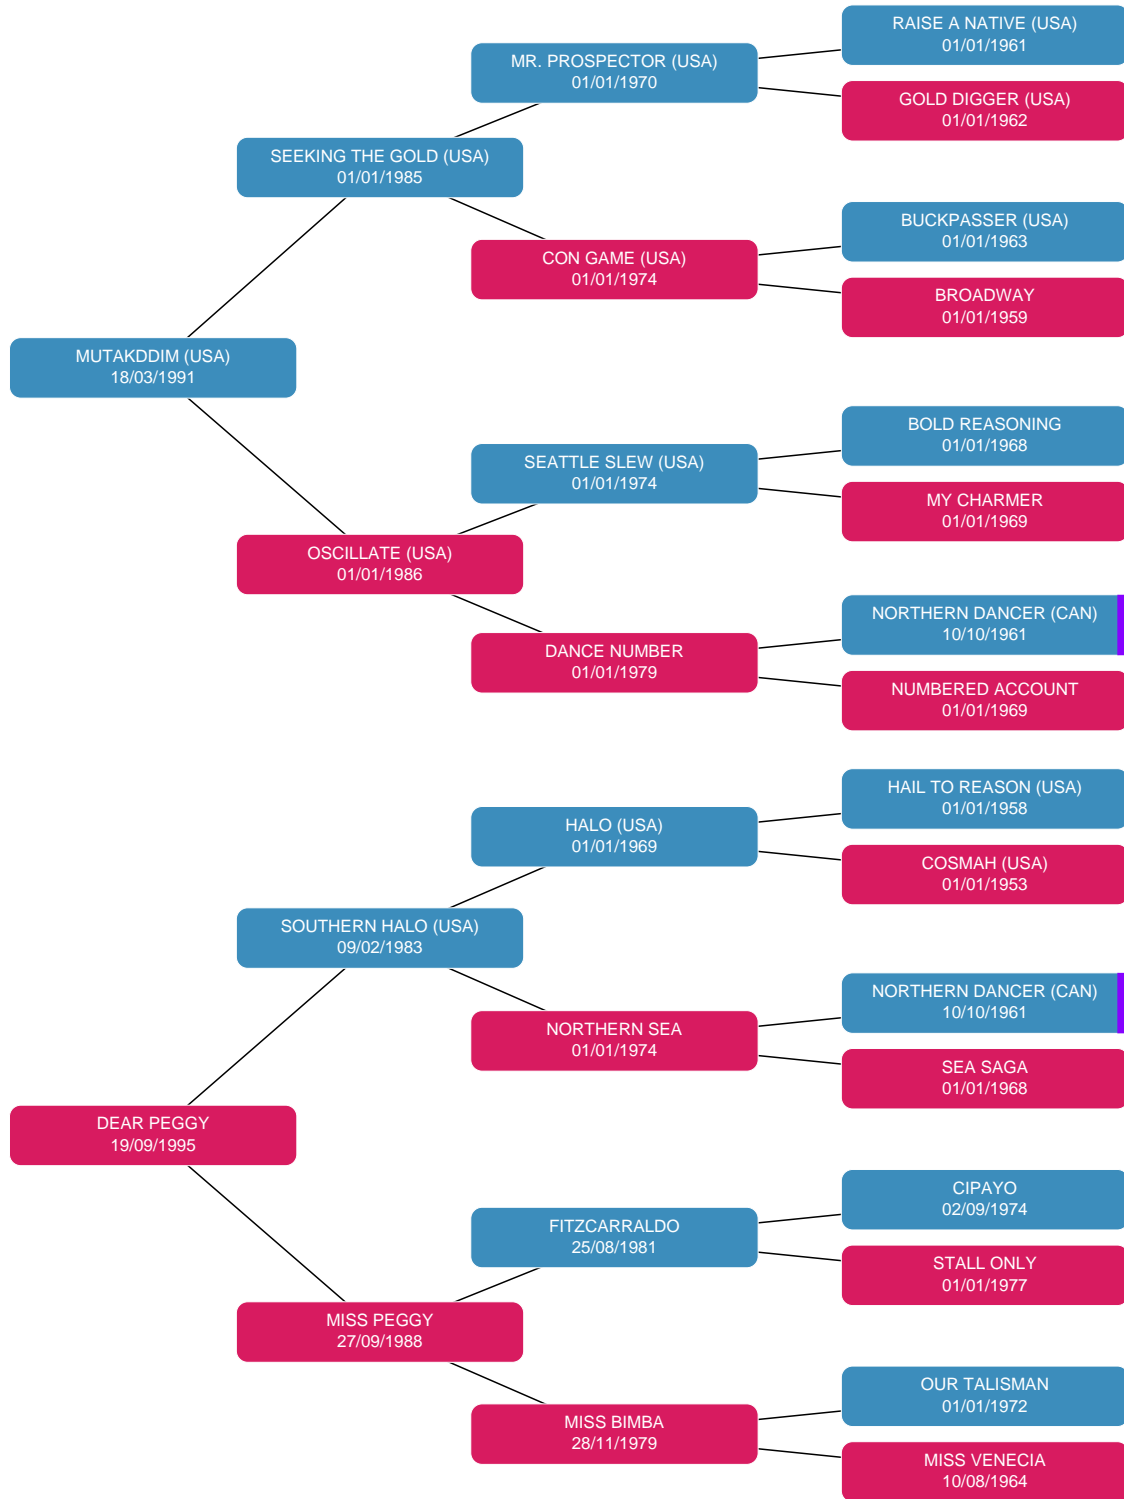 RAISE A NATIVE (USA)
01/01/1961
MR. PROSPECTOR (USA)
01/01/1970
GOLD DIGGER (USA)
01/01/1962
SEEKING THE GOLD (USA)
01/01/1985
BUCKPASSER (USA)
01/01/1963
CON GAME (USA)
01/01/1974
BROADWAY
01/01/1959
MUTAKDDIM (USA)
18/03/1991
BOLD REASONING
01/01/1968
SEATTLE SLEW (USA)
01/01/1974
MY CHARMER
01/01/1969
OSCILLATE (USA)
01/01/1986
NORTHERN DANCER (CAN)
10/10/1961
DANCE NUMBER
01/01/1979
NUMBERED ACCOUNT
01/01/1969
HAIL TO REASON (USA)
01/01/1958
HALO (USA)
01/01/1969
COSMAH (USA)
01/01/1953
SOUTHERN HALO (USA)
09/02/1983
NORTHERN DANCER (CAN)
10/10/1961
NORTHERN SEA
01/01/1974
SEA SAGA
01/01/1968
DEAR PEGGY
19/09/1995
CIPAYO
02/09/1974
FITZCARRALDO
25/08/1981
STALL ONLY
01/01/1977
MISS PEGGY
27/09/1988
OUR TALISMAN
01/01/1972
MISS BIMBA
28/11/1979
MISS VENECIA
10/08/1964